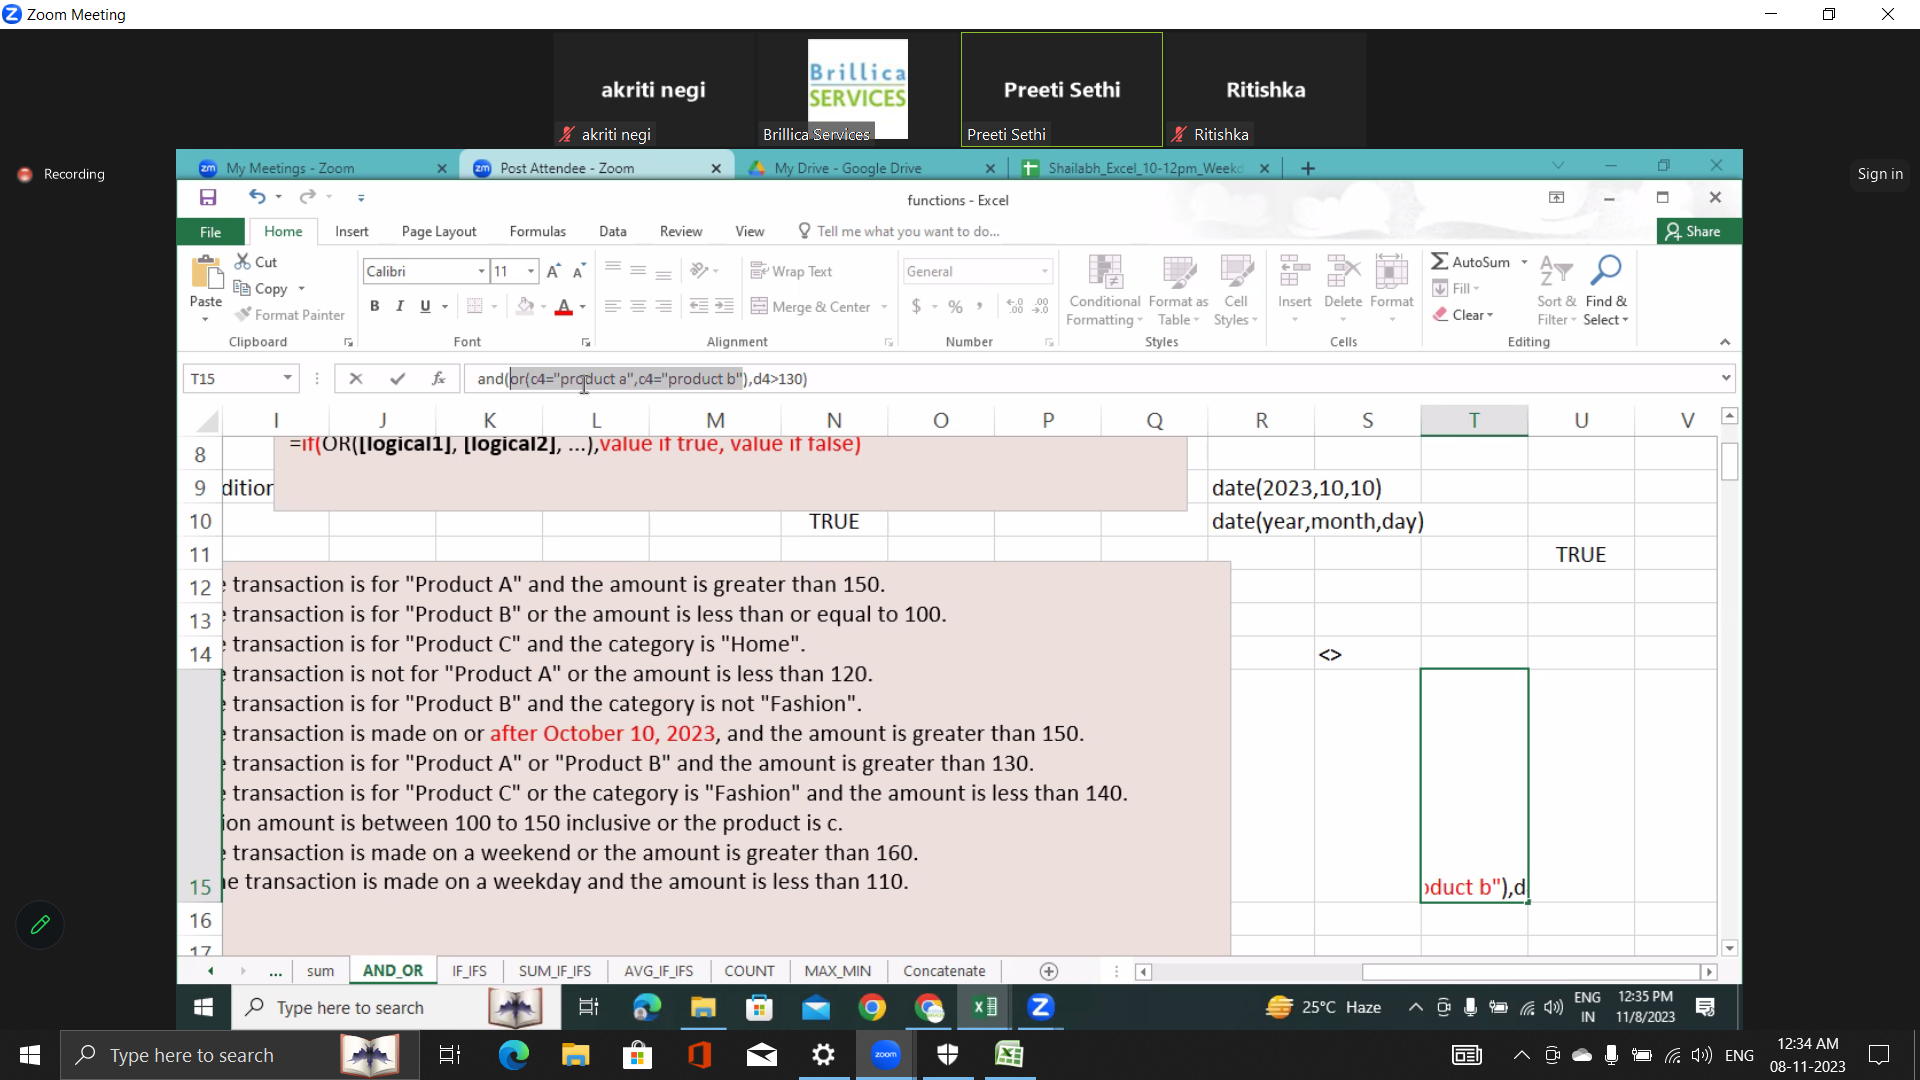 Zoom Meeting
akriti negi
akriti negi
Brillica
SERVICES
Brillica Services
Preeti Sethi
Preeti Sethi
Ritishka
Ritishka
Recording
Sign in
My Meetings - Zoom
Post Attendee - Zoom
My Drive - Google Drive
Shailabh_Excel_10-12pm_Weekd
functions - Excel
File Home Insert Page Layout Formulas Data Review View Tell me what you want to do... Share
Paste
Cut
Copy
Format Painter
Clipboard
Calibri 11
B I U
Font
Wrap Text
Merge & Center
Alignment
General
$ %
Number
Conditional Formatting
Format as Table
Cell Styles
Styles
Insert Delete Format
Cells
AutoSum
Fill
Clear
Sort & Filter
Find & Select
Editing
T15 fx and(or(c4="product a",c4="product b"),d4>130)
I J K L M N O P Q R S T U V
8 =if(OR([logical1], [logical2], ...),value if true, value if false)
9 dition date(2023,10,10)
10 TRUE date(year,month,day)
11 TRUE
12 e transaction is for "Product A" and the amount is greater than 150.
13 e transaction is for "Product B" or the amount is less than or equal to 100.
e transaction is for "Product C" and the category is "Home".
14 <>
e transaction is not for "Product A" or the amount is less than 120.
e transaction is for "Product B" and the category is not "Fashion".
e transaction is made on or after October 10, 2023, and the amount is greater than 150.
e transaction is for "Product A" or "Product B" and the amount is greater than 130.
e transaction is for "Product C" or the category is "Fashion" and the amount is less than 140.
ion amount is between 100 to 150 inclusive or the product is c.
e transaction is made on a weekend or the amount is greater than 160.
15 he transaction is made on a weekday and the amount is less than 110. oduct b"),d
16
17
... sum AND_OR IF_IFS SUM_IF_IFS AVG_IF_IFS COUNT MAX_MIN Concatenate
Type here to search
25°C Haze
ENG
IN
12:35 PM
11/8/2023
Type here to search
zoom
ENG
12:34 AM
08-11-2023